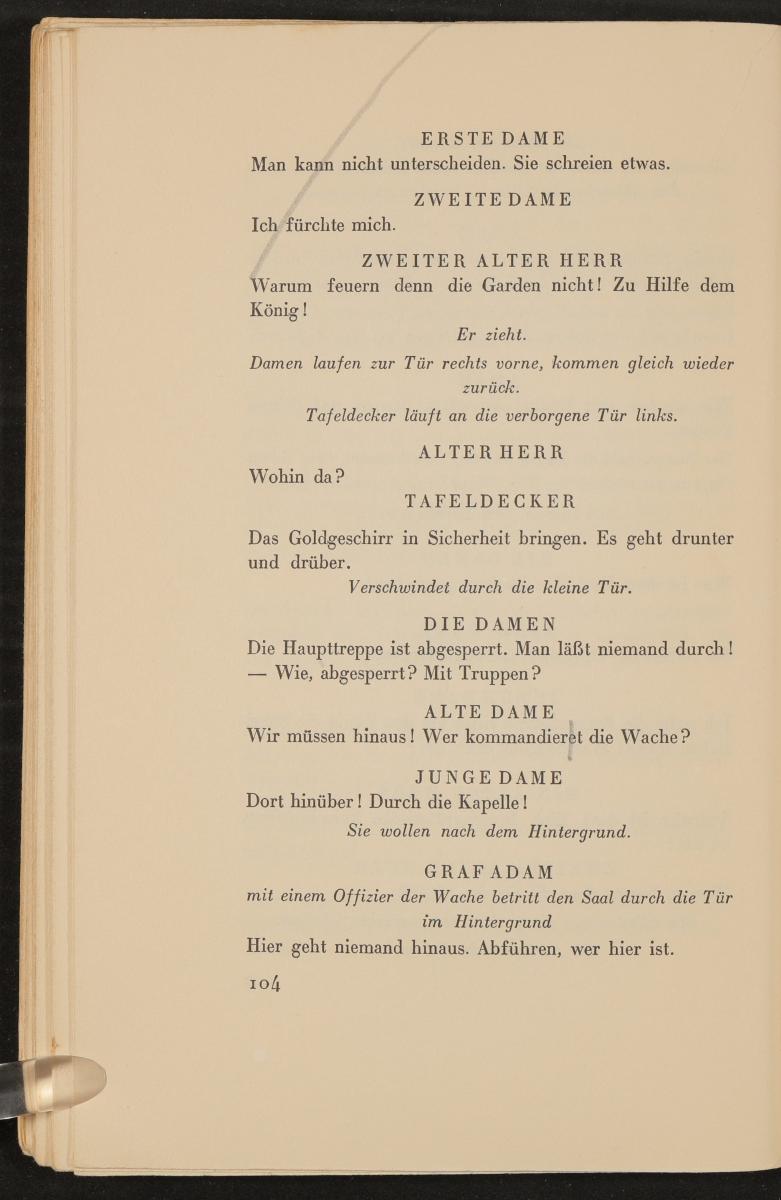 ERSTE DAME
Man kann nicht unterscheiden. Sie schreien etwas.
ZWEITE DAME
Ich fürchte mich.
ZWEITER ALTER HERR
Warum feuern denn die Garden nicht! Zu Hilfe dem
König!
Er zieht.
Damen laufen zur Tür rechts vorne, kommen gleich wieder
zurück.
Tafeldecker läuft an die verborgene Tür links.
ALTER HERR
Wohin da?
TAFELDECKER
Das Goldgeschirr in Sicherheit bringen. Es geht drunter
und drüber.
Verschwindet durch die kleine Tür.
DIE DAMEN
Die Haupttreppe ist abgesperrt. Man läßt niemand durch!
— Wie, abgesperrt? Mit Truppen?
ALTE DAME
Wir müssen hinaus! Wer kommandieret die Wache?
JUNGE DAME
Dort hinüber! Durch die Kapelle!
Sie wollen nach dem Hintergrund.
GRAF ADAM
mit einem Offizier der Wache betritt den Saal durch die Tür
im Hintergrund
Hier geht niemand hinaus. Abführen, wer hier ist.
104